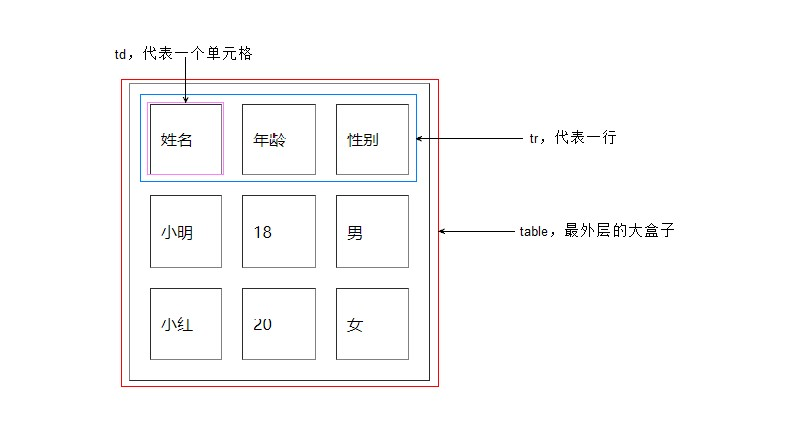 td，代表一个单元格
姓名 年龄 性别
tr，代表一行
小明 18 男
table，最外层的大盒子
小红 20 女